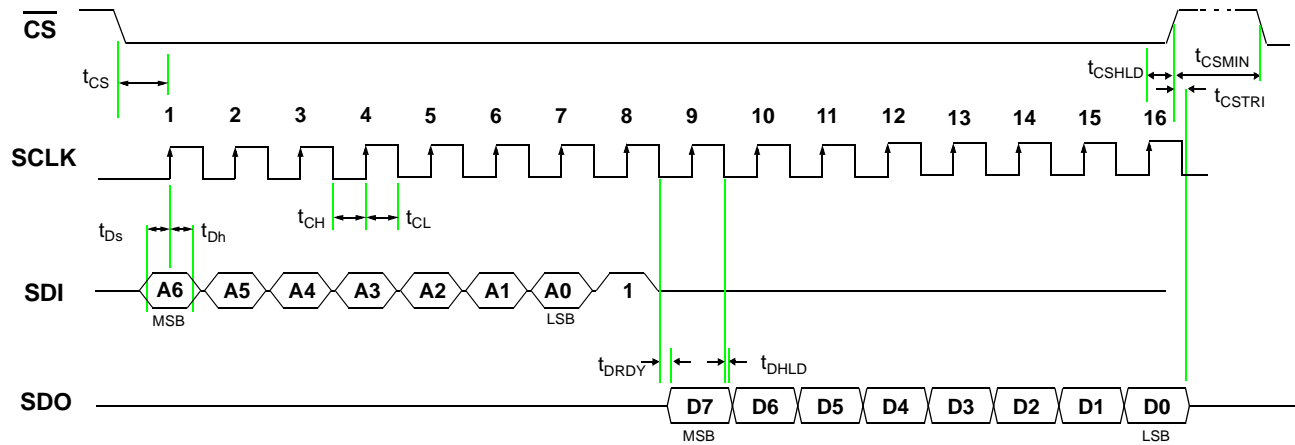 CS
tCS
tCSHLD
tCSMIN
tCSTRI
1 2 3 4 5 6 7 8 9 10 11 12 13 14 15 16
SCLK
tCH
tCL
tDs
tDh
SDI
A6 A5 A4 A3 A2 A1 A0 1
MSB
LSB
tDRDY
tDHLD
SDO
D7 D6 D5 D4 D3 D2 D1 D0
MSB
LSB